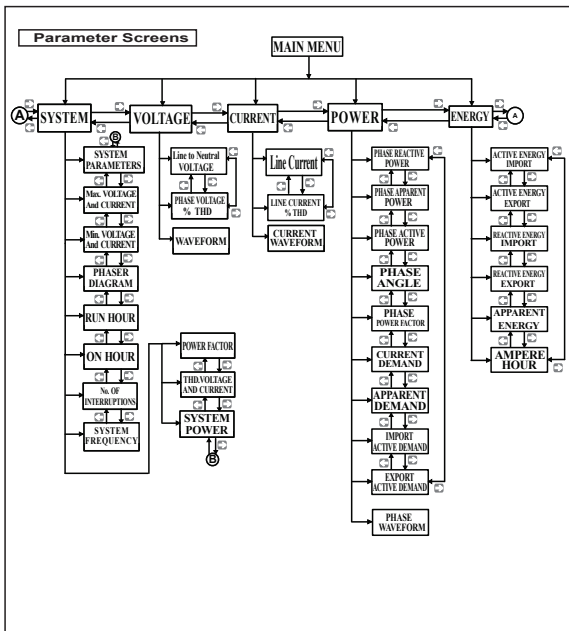 Parameter Screens
MAIN MENU
A
SYSTEM
VOLTAGE
CURRENT
POWER
ENERGY
A
B
SYSTEM
PARAMETERS
Max. VOLTAGE
And CURRENT
Min. VOLTAGE
And CURRENT
PHASER
DIAGRAM
RUN HOUR
ON HOUR
No. OF
INTERRUPTIONS
SYSTEM
FREQUENCY
POWER FACTOR
THD.VOLTAGE
AND CURRENT
SYSTEM
POWER
B
Line to Neutral
VOLTAGE
PHASE VOLTAGE
% THD
WAVEFORM
Line Current
LINE CURRENT
% THD
CURRENT
WAVEFORM
PHASE REACTIVE
POWER
PHASE APPARENT
POWER
PHASE ACTIVE
POWER
PHASE
ANGLE
PHASE
POWER FACTOR
CURRENT
DEMAND
APPARENT
DEMAND
IMPORT
ACTIVE DEMAND
EXPORT
ACTIVE DEMAND
PHASE
WAVEFORM
ACTIVE ENERGY
IMPORT
ACTIVE ENERGY
EXPORT
REACTIVE ENERGY
IMPORT
REACTIVE ENERGY
EXPORT
APPARENT
ENERGY
AMPERE
HOUR